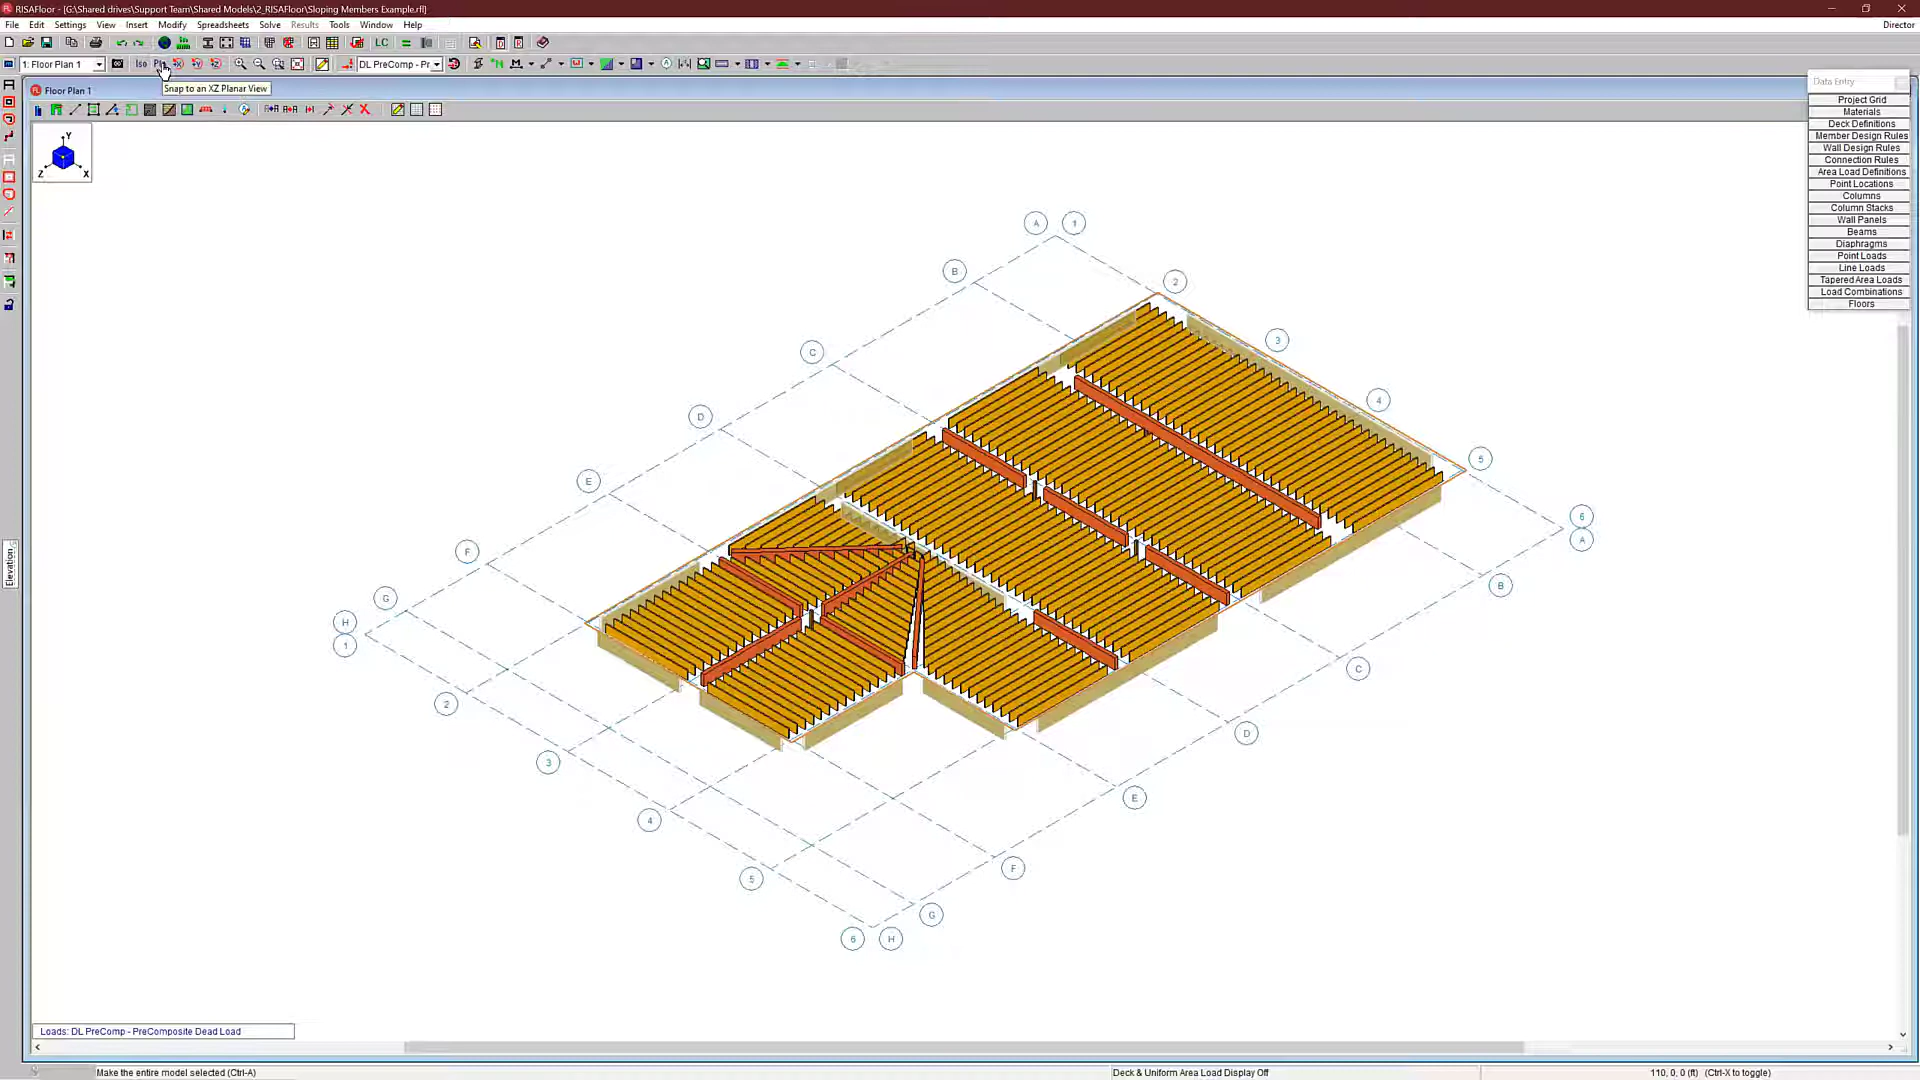 RISAFloor - [G:\Shared drives\Support Team\Shared Models\2_RISAFloor\Sloping Members Example.rfl]
File Edit Settings View Insert Modify Spreadsheets Solve Results Tools Window Help
Director
LC
1: Floor Plan 1
Iso
DL PreComp - Pr
Snap to an XZ Planar View
Floor Plan 1
Data Entry
Project Grid
Materials
Deck Definitions
Member Design Rules
Wall Design Rules
Connection Rules
Area Load Definitions
Point Locations
Columns
Column Stacks
Wall Panels
Beams
Diaphragms
Point Loads
Line Loads
Tapered Area Loads
Load Combinations
Floors
Y
Z X
A 1
B
2
3
C
4
D
5
E
6
A
F
B
G
H
1
C
2
D
3
E
4
F
5
G
6 H
Elevation
Loads: DL PreComp - PreComposite Dead Load
Make the entire model selected (Ctrl-A)
Deck & Uniform Area Load Display Off
110, 0, 0 (ft) (Ctrl-X to toggle)